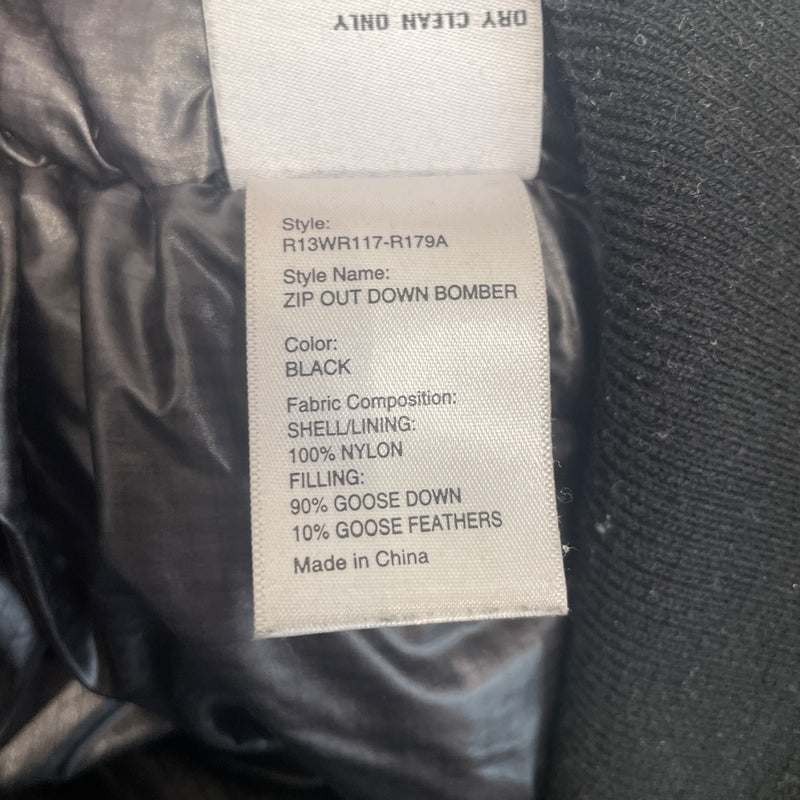 DRY CLEAN ONLY
Style:
R13WR117-R179A
Style Name:
ZIP OUT DOWN BOMBER
Color:
BLACK
Fabric Composition:
SHELL/LINING:
100% NYLON
FILLING:
90% GOOSE DOWN
10% GOOSE FEATHERS
Made in China